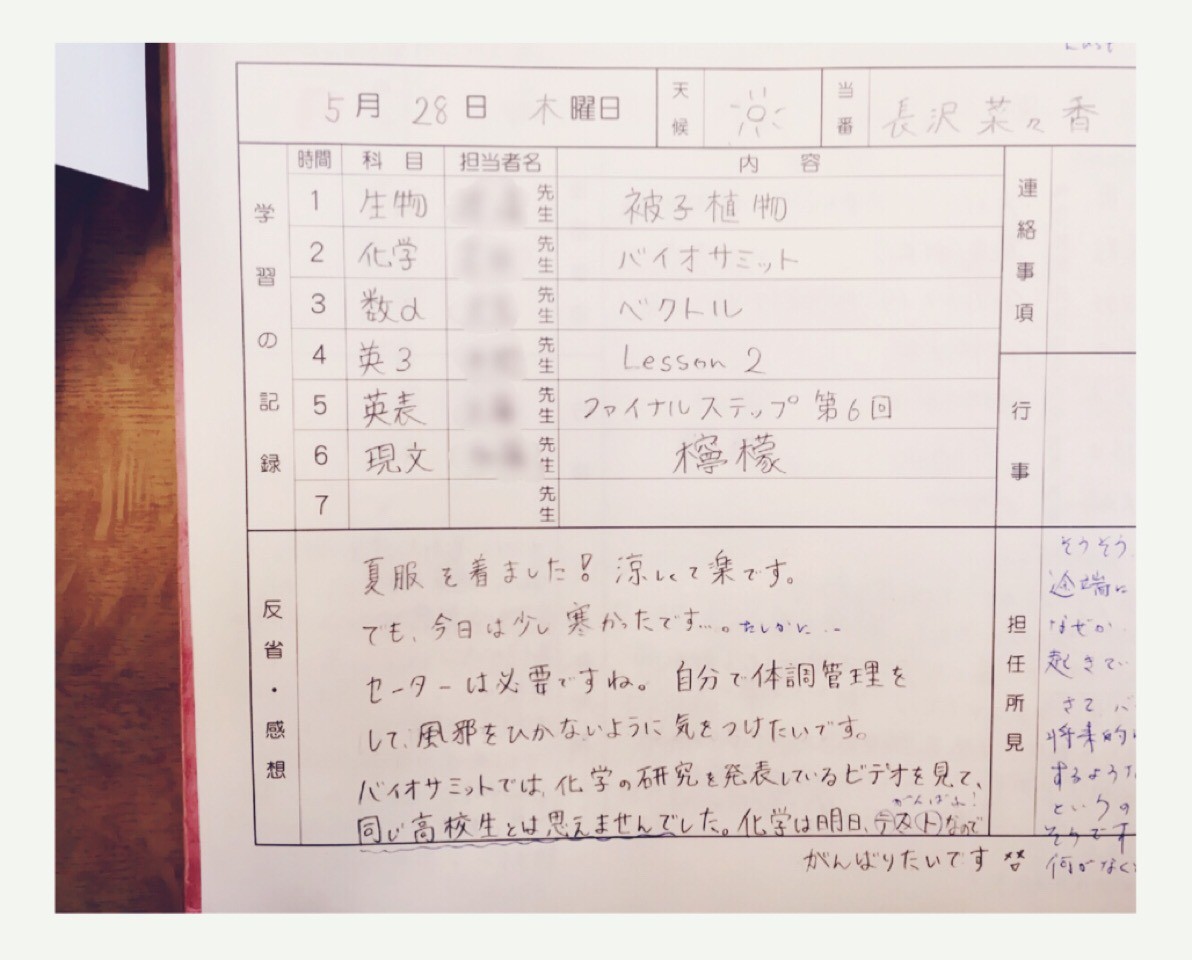 5月 28日 木曜日 天候 当番 長沢菜々香
学習の記録
時間 科目 担当者名 内容 連絡事項
1 生物 先生 被子植物
2 化学 先生 バイオサミット
3 数α 先生 ベクトル
4 英3 先生 Lesson 2
5 英表 先生 ファイナルステップ 第6回
6 現文 先生 檸檬
7 先生
行事
反省・感想
夏服を着ました! 涼しくて楽です。
でも、今日は少し寒かったです…。たしかに…
セーターは必要ですね。自分で体調管理を
して、風邪をひかないように気をつけたいです。
バイオサミットでは、化学の研究を発表しているビデオを見て、
がんばれ!
同じ高校生とは思えませんでした。化学は明日、テストなので
がんばりたいです
担任所見
そうそう
途端に
なぜか
起きて
さて
将来的に
するような
というの
そうです
何かなく